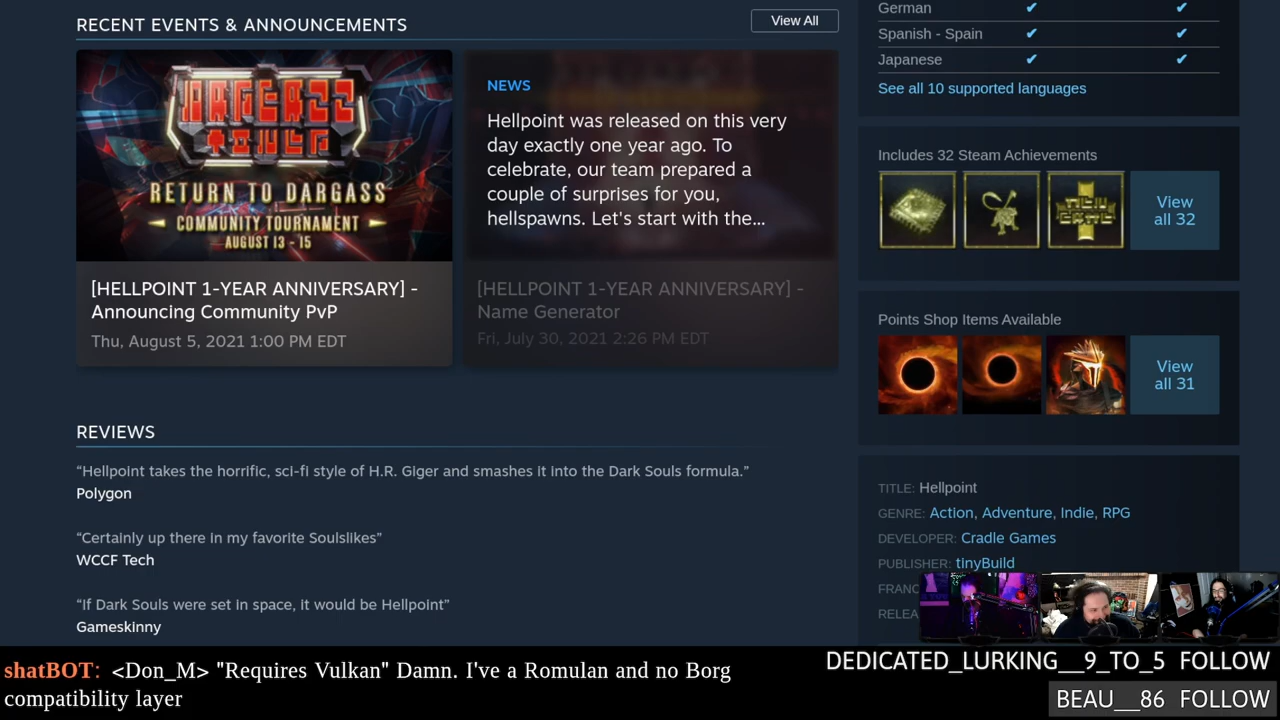 RECENT EVENTS & ANNOUNCEMENTS
View All
RETURN TO DARGASS
COMMUNITY TOURNAMENT
AUGUST 13 - 15
[HELLPOINT 1-YEAR ANNIVERSARY] -
Announcing Community PvP
Thu, August 5, 2021 1:00 PM EDT
NEWS
Hellpoint was released on this very
day exactly one year ago. To
celebrate, our team prepared a
couple of surprises for you,
hellspawns. Let's start with the...
[HELLPOINT 1-YEAR ANNIVERSARY] -
Name Generator
Fri, July 30, 2021 2:26 PM EDT
REVIEWS
“Hellpoint takes the horrific, sci-fi style of H.R. Giger and smashes it into the Dark Souls formula.”
Polygon
“Certainly up there in my favorite Soulslikes”
WCCF Tech
“If Dark Souls were set in space, it would be Hellpoint”
Gameskinny
German ✔ ✔
Spanish - Spain ✔ ✔
Japanese ✔ ✔
See all 10 supported languages
Includes 32 Steam Achievements
View
all 32
Points Shop Items Available
View
all 31
TITLE: Hellpoint
GENRE: Action, Adventure, Indie, RPG
DEVELOPER: Cradle Games
PUBLISHER: tinyBuild
FRANC
RELEA
shatBOT: <Don_M> "Requires Vulkan" Damn. I've a Romulan and no Borg
compatibility layer
DEDICATED_LURKING__9_TO_5 FOLLOW
BEAU__86 FOLLOW